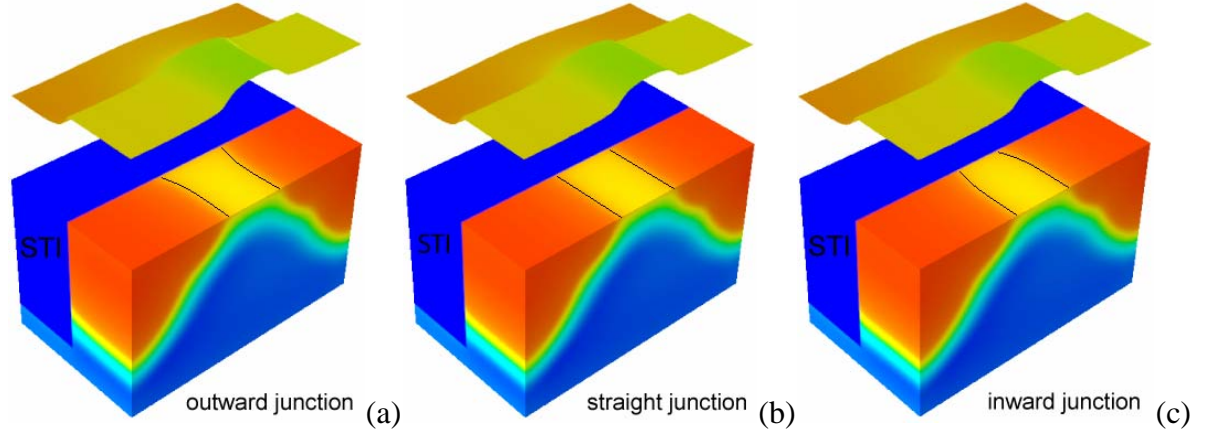 STI
outward junction (a)
STI
straight junction (b)
STI
inward junction (c)